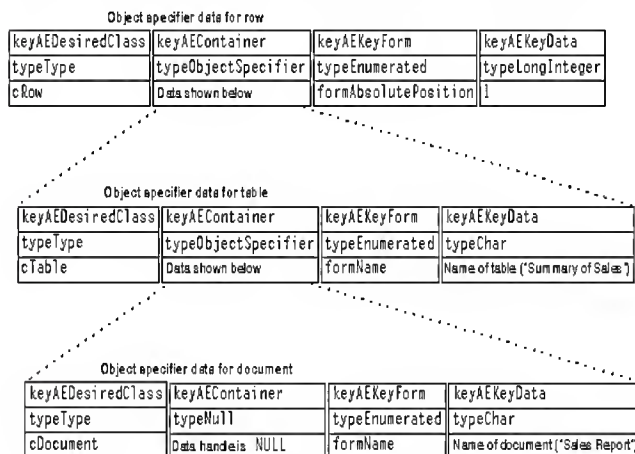 Object specifier data for row
keyAEDesiredClass keyAEContainer keyAEKeyForm keyAEKeyData
typeType typeObjectSpecifier typeEnumerated typeLongInteger
cRow Data shown below formAbsolutePosition 1
Object specifier data for table
keyAEDesiredClass keyAEContainer keyAEKeyForm keyAEKeyData
typeType typeObjectSpecifier typeEnumerated typeChar
cTable Data shown below formName Name of table ("Summary of Sales")
Object specifier data for document
keyAEDesiredClass keyAEContainer keyAEKeyForm keyAEKeyData
typeType typeNull typeEnumerated typeChar
cDocument Data handle is NULL formName Name of document ("Sales Report")